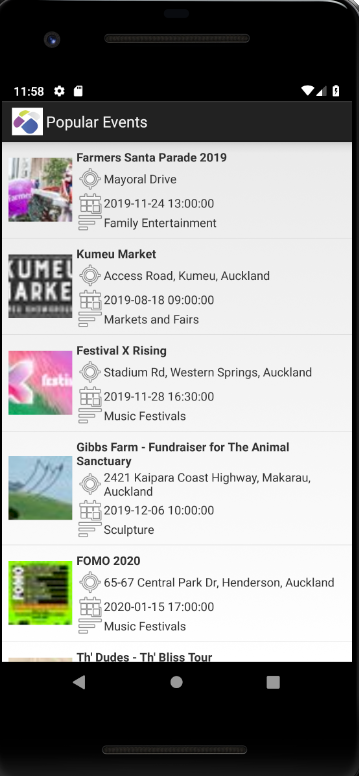 11:58
Popular Events
Farmers Santa Parade 2019
Mayoral Drive
2019-11-24 13:00:00
Family Entertainment
KUMEU
MARKE
Kumeu Market
Access Road, Kumeu, Auckland
2019-08-18 09:00:00
Markets and Fairs
Festival X Rising
Stadium Rd, Western Springs, Auckland
2019-11-28 16:30:00
Music Festivals
Gibbs Farm - Fundraiser for The Animal
Sanctuary
2421 Kaipara Coast Highway, Makarau,
Auckland
2019-12-06 10:00:00
Sculpture
FOMO
FOMO 2020
65-67 Central Park Dr, Henderson, Auckland
2020-01-15 17:00:00
Music Festivals
Th' Dudes - Th' Bliss Tour